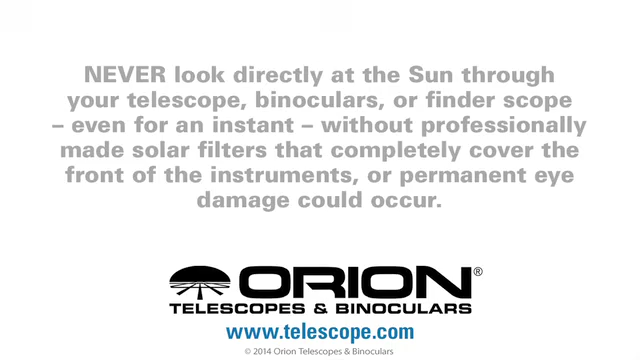 NEVER look directly at the Sun through
your telescope, binoculars, or finder scope
– even for an instant – without professionally
made solar filters that completely cover the
front of the instruments, or permanent eye
damage could occur.
ORION®
TELESCOPES & BINOCULARS
www.telescope.com
© 2014 Orion Telescopes & Binoculars